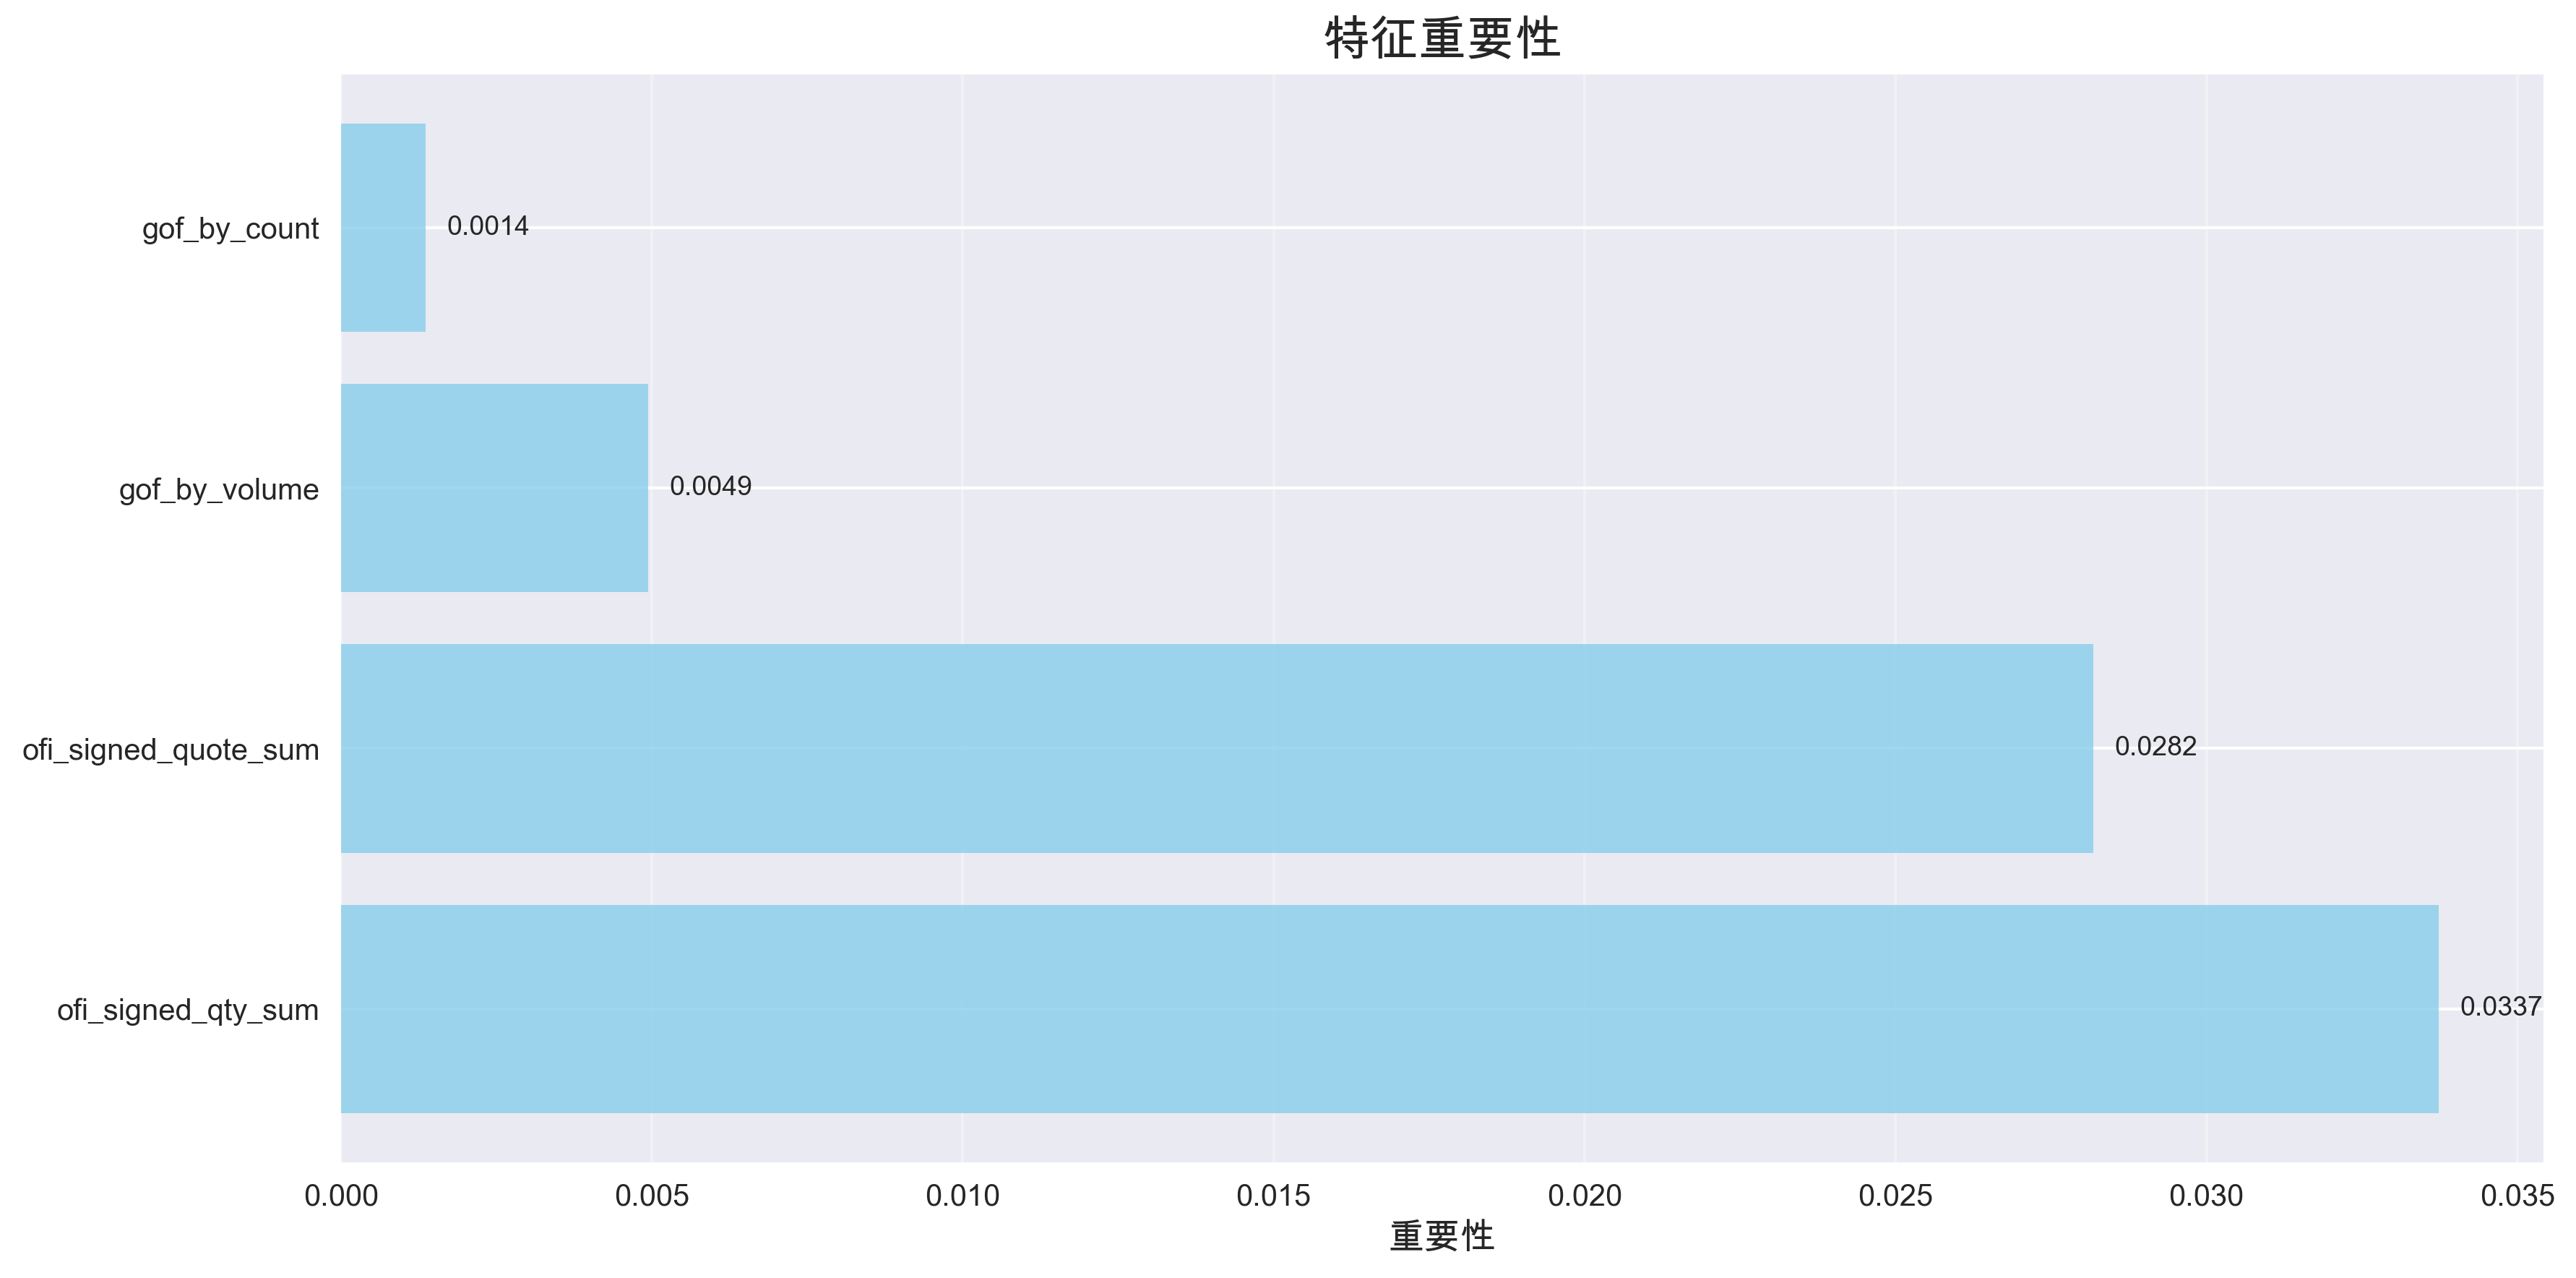 特征重要性
gof_by_count
0.0014
gof_by_volume
0.0049
ofi_signed_quote_sum
0.0282
ofi_signed_qty_sum
0.0337
0.000 0.005 0.010 0.015 0.020 0.025 0.030 0.035
重要性